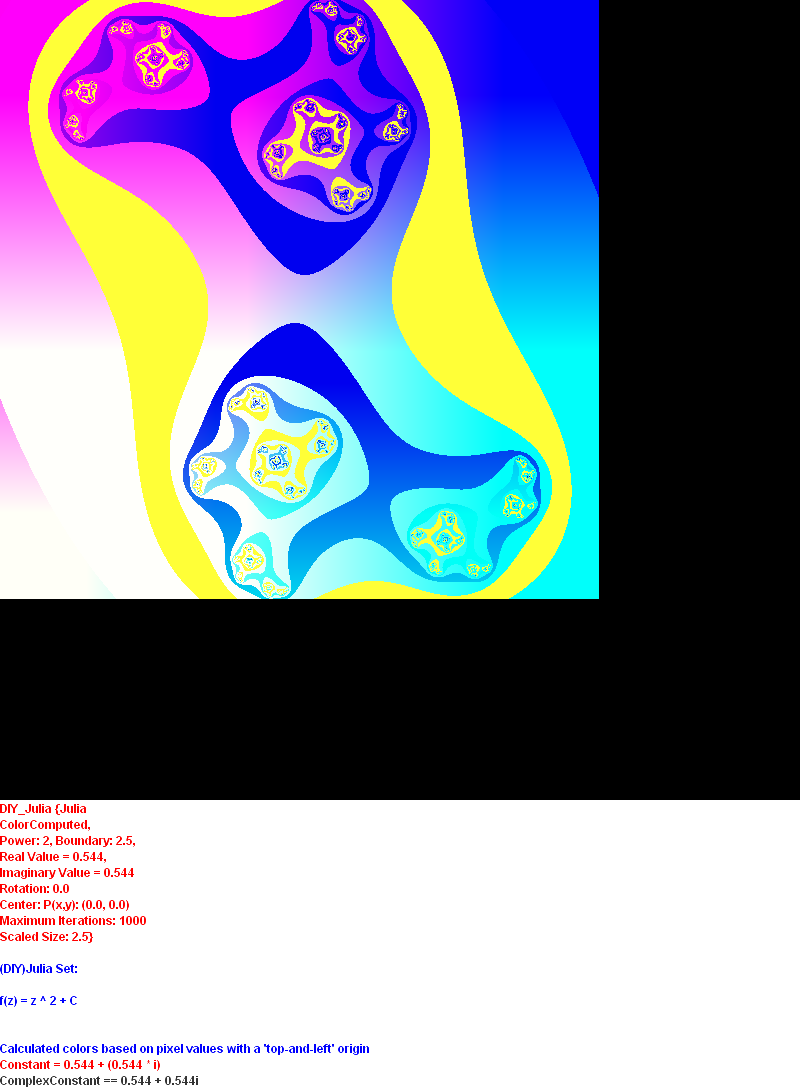 DIY_Julia {Julia
ColorComputed,
Power: 2, Boundary: 2.5,
Real Value = 0.544,
Imaginary Value = 0.544
Rotation: 0.0
Center: P(x,y): (0.0, 0.0)
Maximum Iterations: 1000
Scaled Size: 2.5}
(DIY)Julia Set:
f(z) = z ^ 2 + C
Calculated colors based on pixel values with a 'top-and-left' origin
Constant = 0.544 + (0.544 * i)
ComplexConstant == 0.544 + 0.544i